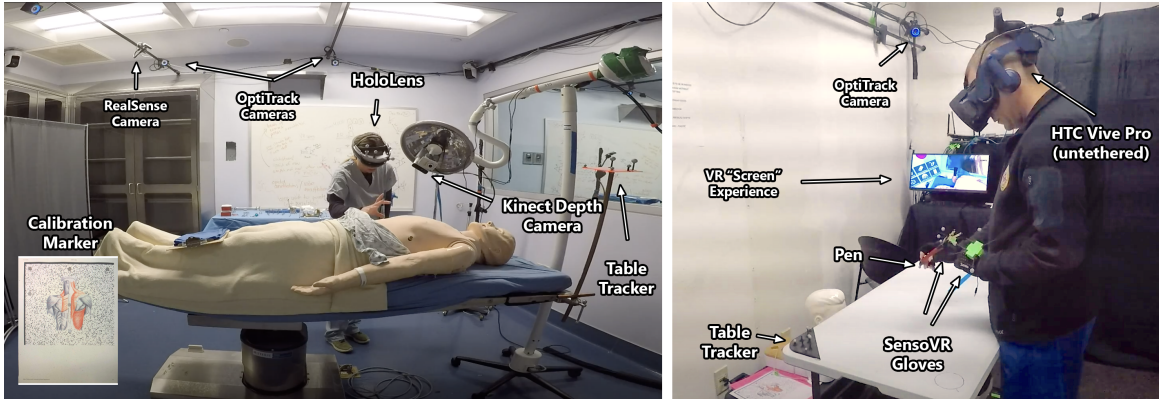 HoloLens
RealSense
Camera
OptiTrack
Cameras
Kinect Depth
Camera
Calibration
Marker
Table
Tracker
OptiTrack
Camera
HTC Vive Pro
(untethered)
VR "Screen"
Experience
Pen
Table
Tracker
SensoVR
Gloves